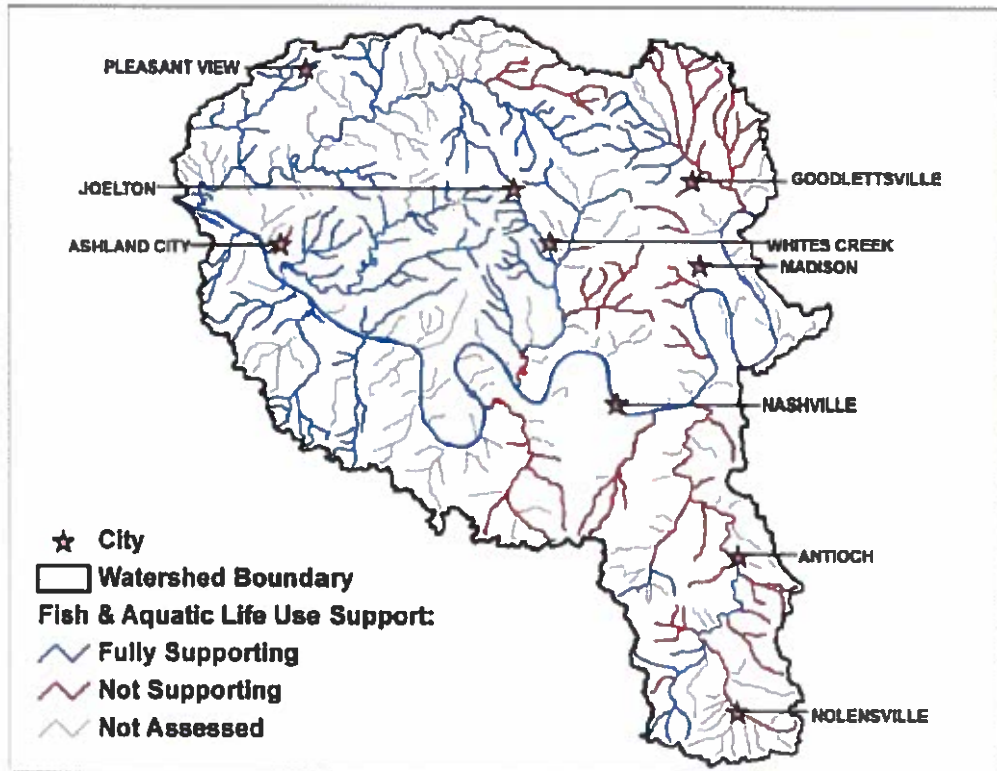 PLEASANT VIEW
JOELTON
GOODLETTSVILLE
ASHLAND CITY
WHITES CREEK
MADISON
NASHVILLE
City
ANTIOCH
Watershed Boundary
Fish & Aquatic Life Use Support:
Fully Supporting
Not Supporting
NOLENSVILLE
Not Assessed